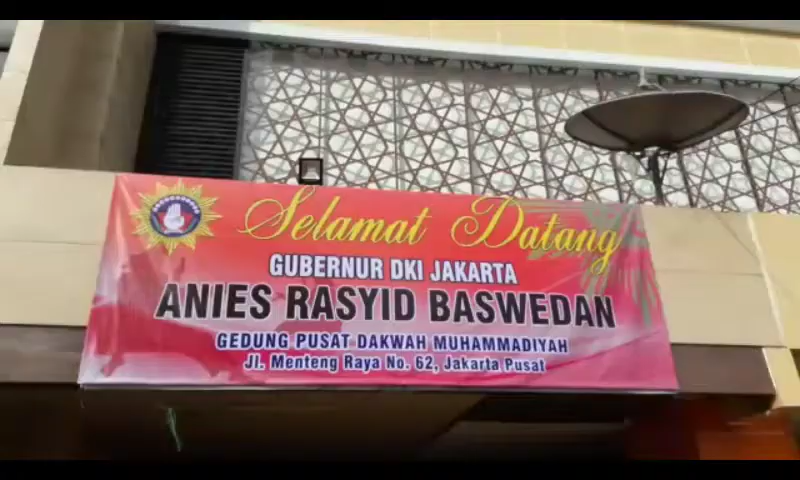 Selamat Datang
GUBERNUR DKI JAKARTA
ANIES RASYID BASWEDAN
GEDUNG PUSAT DAKWAH MUHAMMADIYAH
Jl. Menteng Raya No. 62, Jakarta Pusat